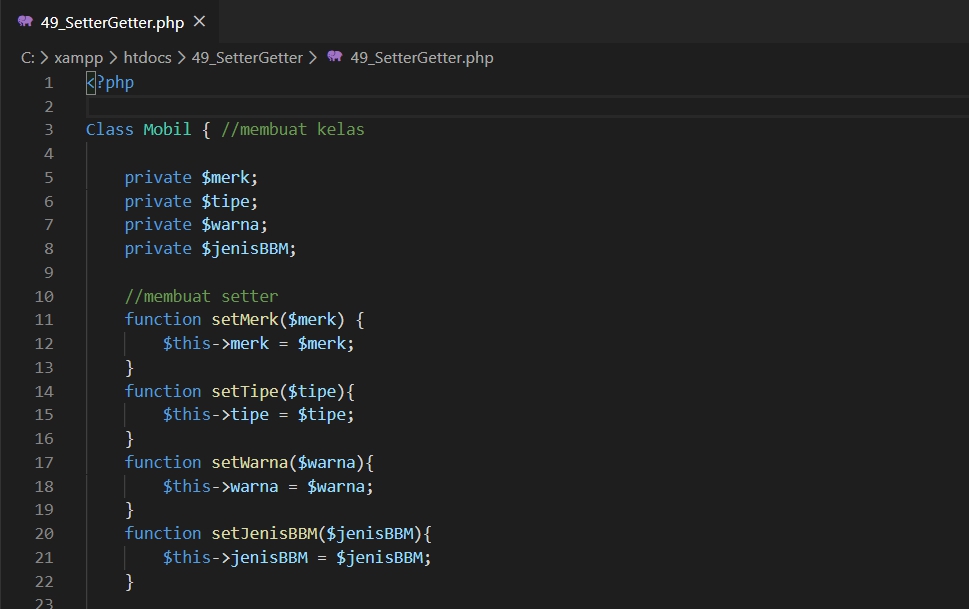 49_SetterGetter.php ×
C: > xampp > htdocs > 49_SetterGetter > 49_SetterGetter.php
1 <?php
2
3 Class Mobil { //membuat kelas
4
5 private $merk;
6 private $tipe;
7 private $warna;
8 private $jenisBBM;
9
10 //membuat setter
11 function setMerk($merk) {
12 $this->merk = $merk;
13 }
14 function setTipe($tipe){
15 $this->tipe = $tipe;
16 }
17 function setWarna($warna){
18 $this->warna = $warna;
19 }
20 function setJenisBBM($jenisBBM){
21 $this->jenisBBM = $jenisBBM;
22 }
23